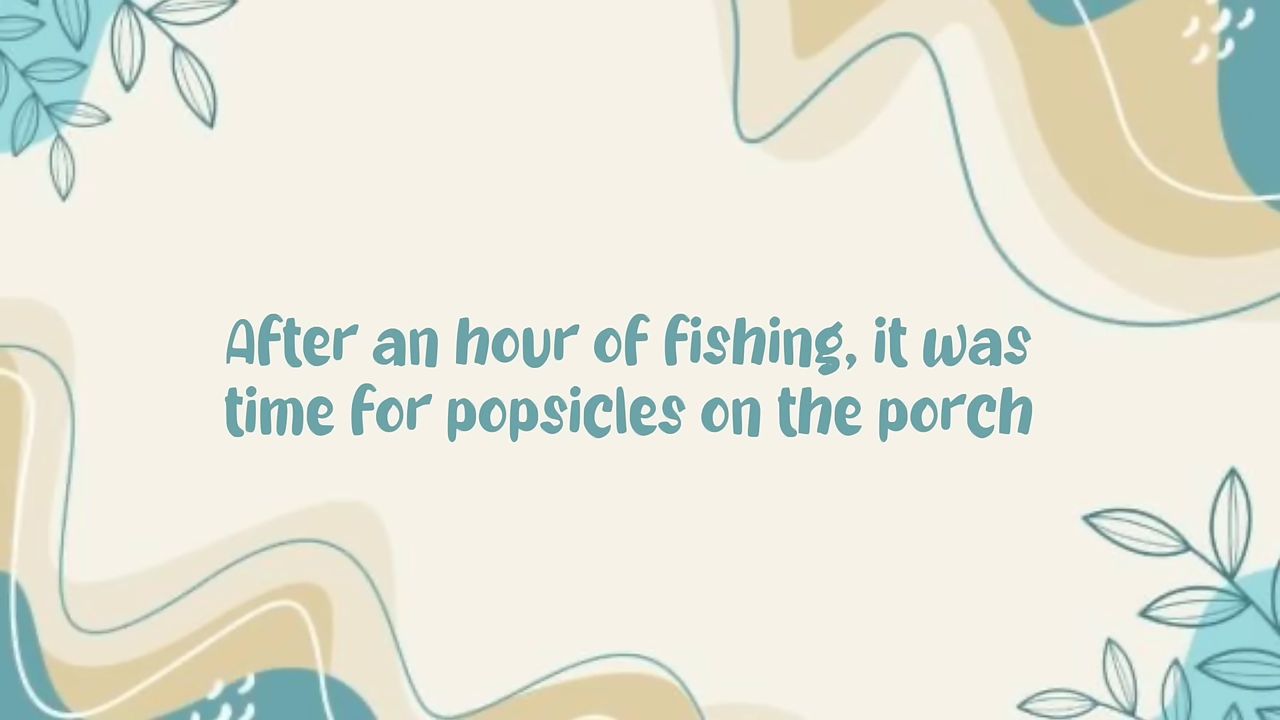 After an hour of fishing, it was
time for popsicles on the porch